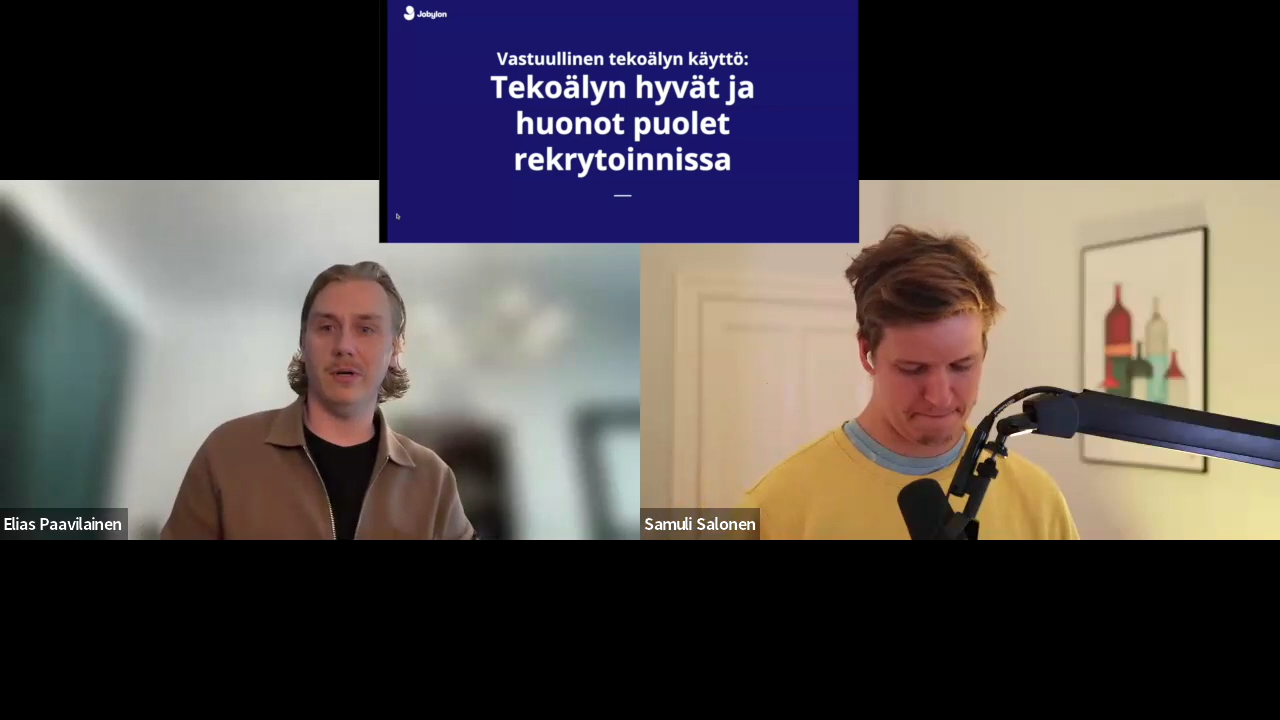 Jobylon
Vastuullinen tekoälyn käyttö:
Tekoälyn hyvät ja
huonot puolet
rekrytoinnissa
Elias Paavilainen
Samuli Salonen